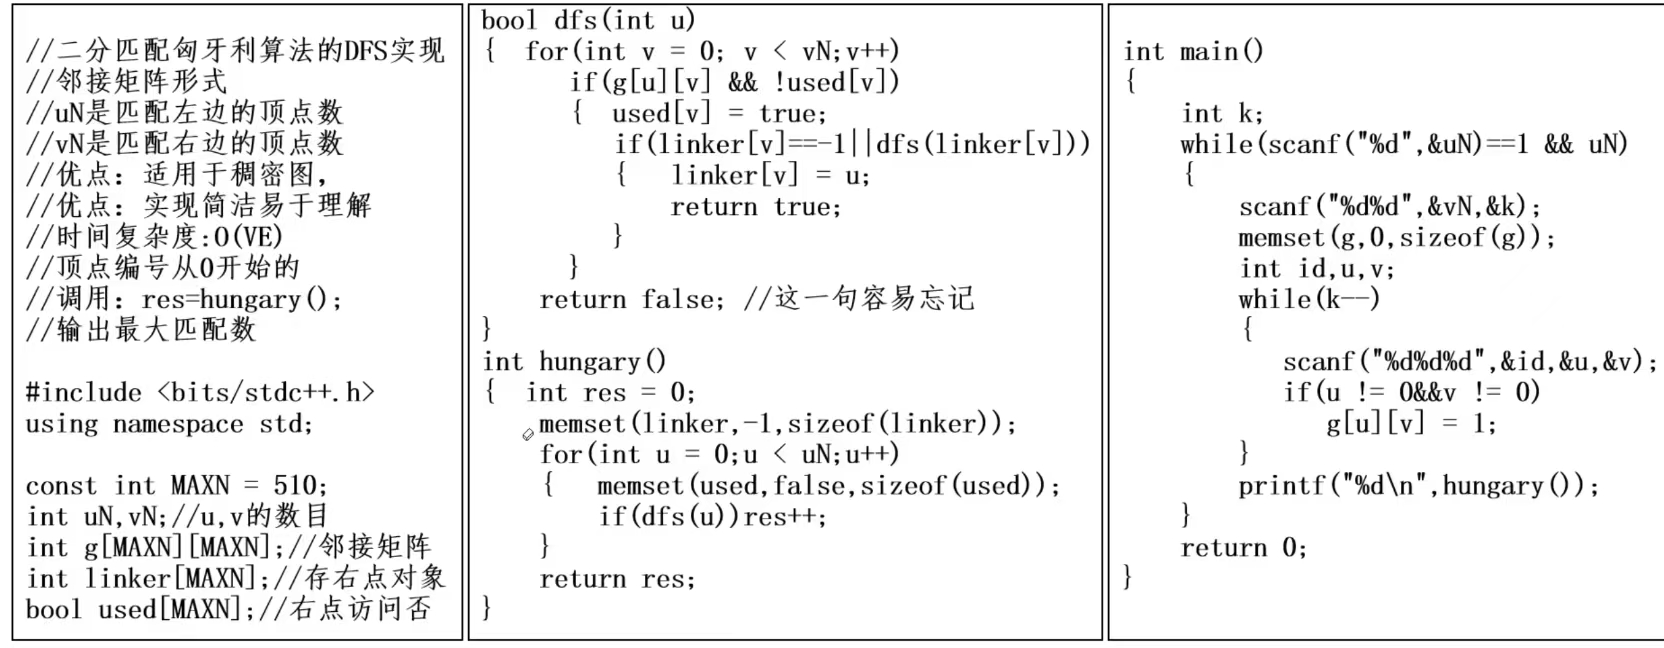 //二分匹配匈牙利算法的DFS实现
//邻接矩阵形式
//uN是匹配左边的顶点数
//vN是匹配右边的顶点数
//优点：适用于稠密图，
//优点：实现简洁易于理解
//时间复杂度:O(VE)
//顶点编号从0开始的
//调用：res=hungary();
//输出最大匹配数
#include <bits/stdc++.h>
using namespace std;
const int MAXN = 510;
int uN,vN;//u,v的数目
int g[MAXN][MAXN];//邻接矩阵
int linker[MAXN];//存右点对象
bool used[MAXN];//右点访问否
bool dfs(int u)
{  for(int v = 0; v < vN;v++)
if(g[u][v] && !used[v])
{  used[v] = true;
if(linker[v]==-1||dfs(linker[v]))
{   linker[v] = u;
return true;
}
}
return false; //这一句容易忘记
}
int hungary()
{  int res = 0;
memset(linker,-1,sizeof(linker));
for(int u = 0;u < uN;u++)
{   memset(used,false,sizeof(used));
if(dfs(u))res++;
}
return res;
}
int main()
{
int k;
while(scanf("%d",&uN)==1 && uN)
{
scanf("%d%d",&vN,&k);
memset(g,0,sizeof(g));
int id,u,v;
while(k--)
{
scanf("%d%d%d",&id,&u,&v);
if(u != 0&&v != 0)
g[u][v] = 1;
}
printf("%d\n",hungary());
}
return 0;
}